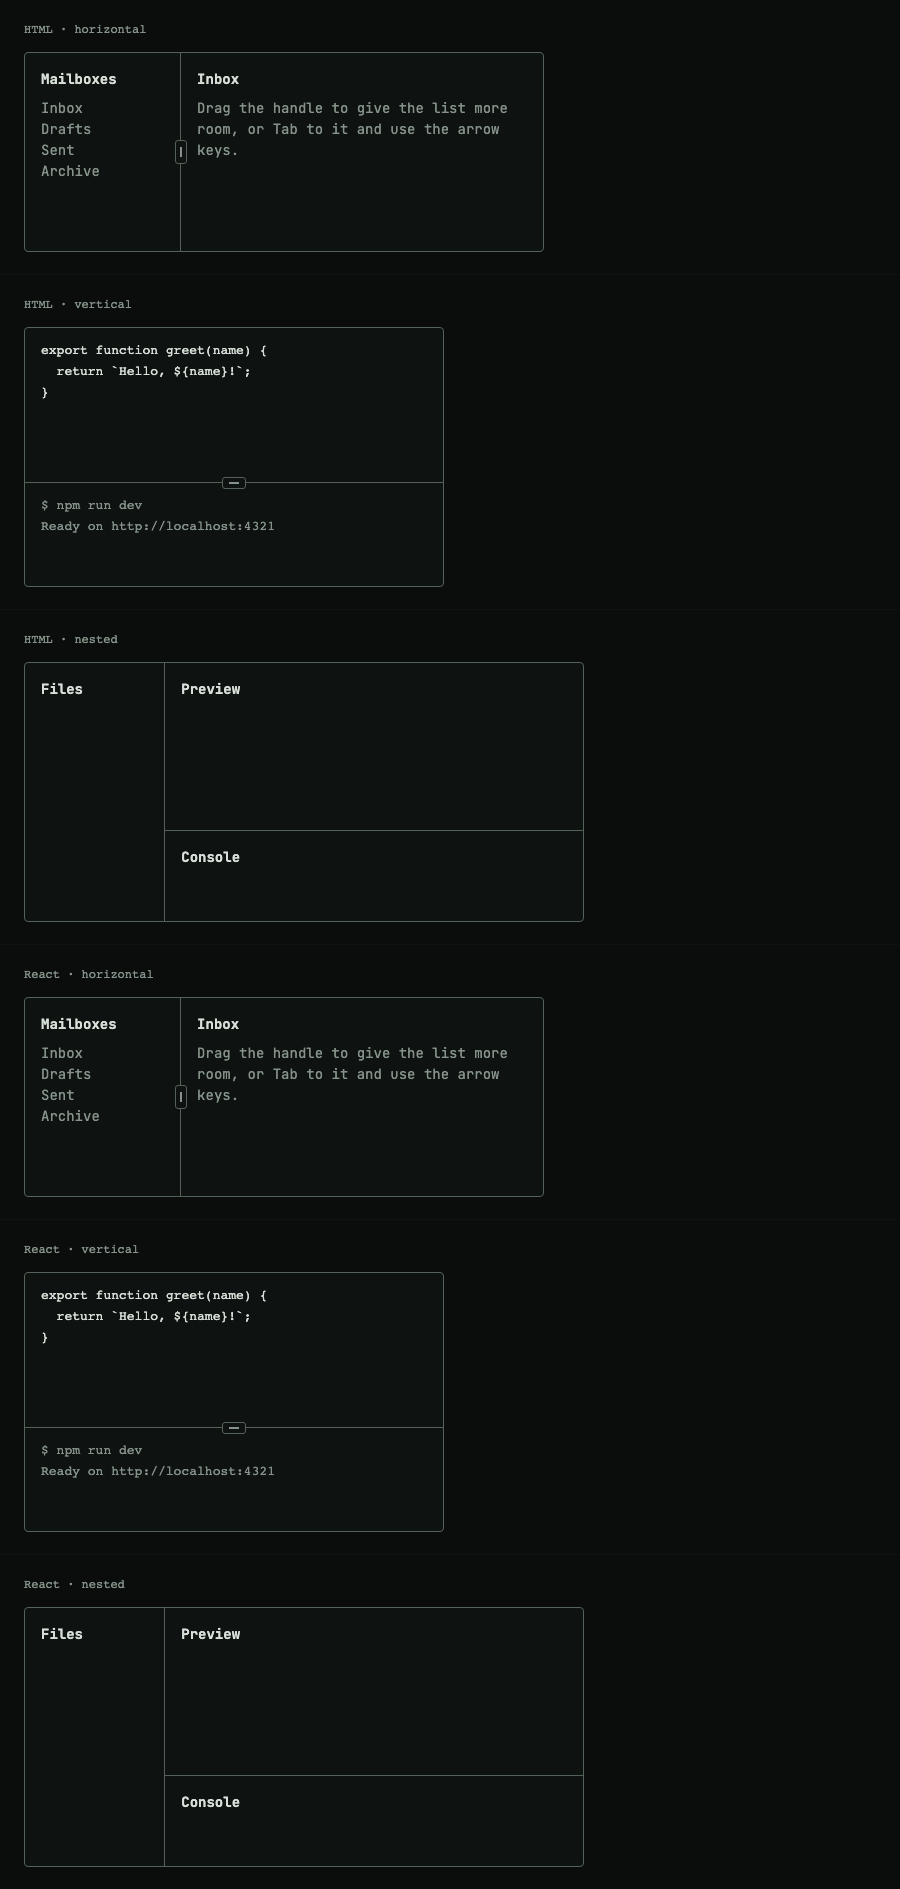 HTML · horizontal
Mailboxes
Inbox
Drafts
Sent
Archive
Inbox
Drag the handle to give the list more
room, or Tab to it and use the arrow
keys.
HTML · vertical
export function greet(name) {
  return `Hello, ${name}!`;
}
$ npm run dev
Ready on http://localhost:4321
HTML · nested
Files
Preview
Console
React · horizontal
Mailboxes
Inbox
Drafts
Sent
Archive
Inbox
Drag the handle to give the list more
room, or Tab to it and use the arrow
keys.
React · vertical
export function greet(name) {
  return `Hello, ${name}!`;
}
$ npm run dev
Ready on http://localhost:4321
React · nested
Files
Preview
Console